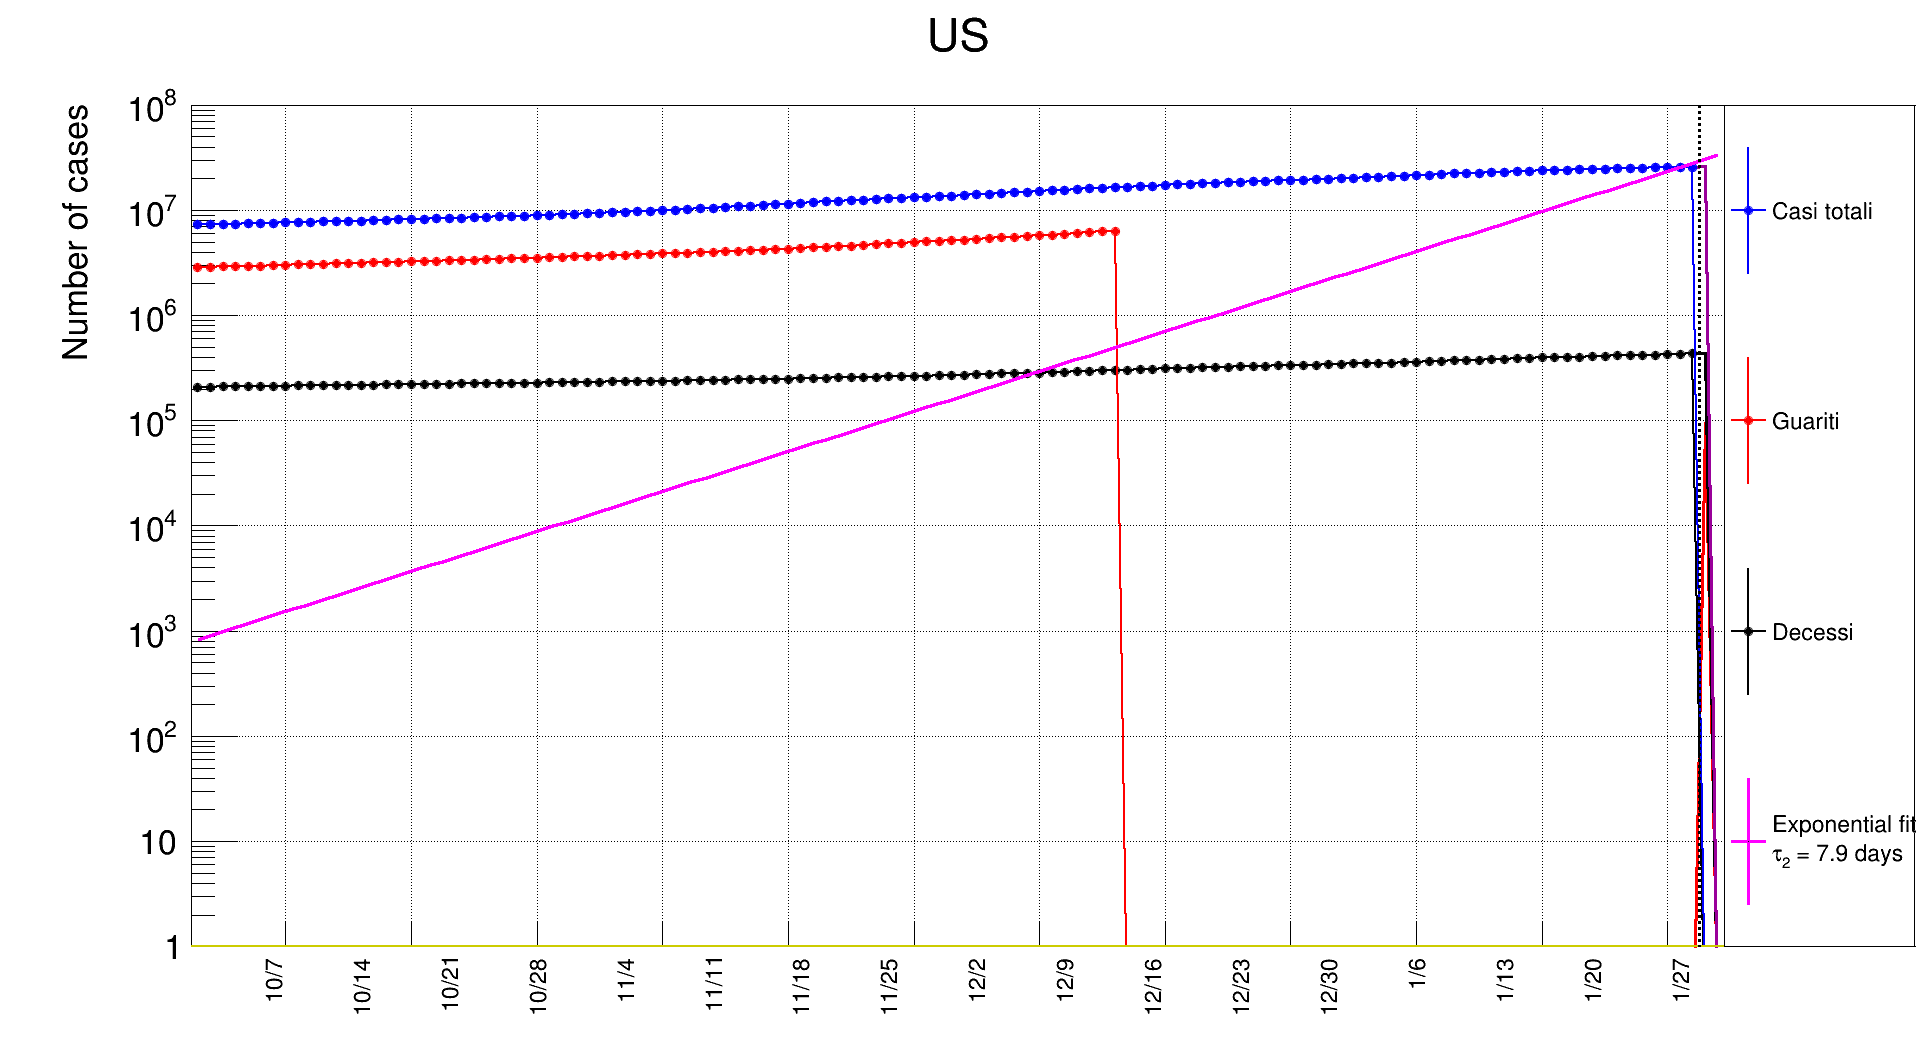 US
Number of cases
10^8
10^7
10^6
10^5
10^4
10^3
10^2
10
1
10/7 10/14 10/21 10/28 11/4 11/11 11/18 11/25 12/2 12/9 12/16 12/23 12/30 1/6 1/13 1/20 1/27
Casi totali
Guariti
Decessi
Exponential fit
τ_2 = 7.9 days